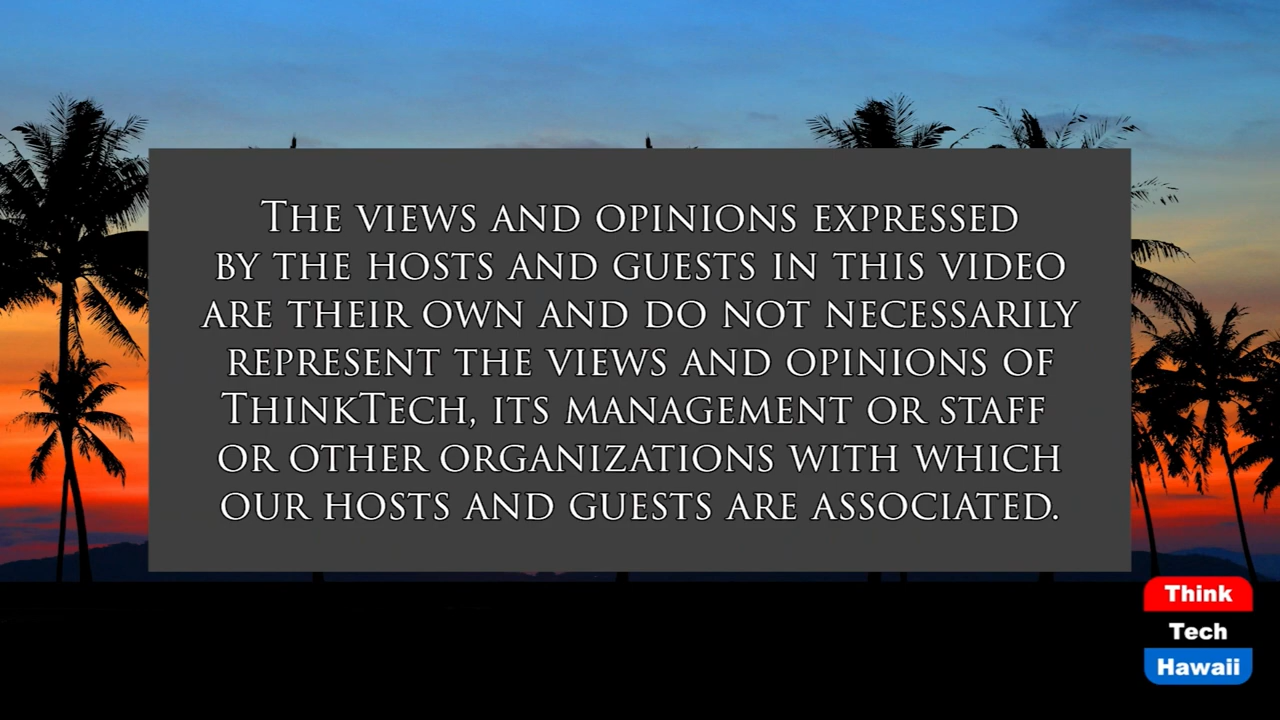 The views and opinions expressed
by the hosts and guests in this video
are their own and do not necessarily
represent the views and opinions of
ThinkTech, its management or staff
or other organizations with which
our hosts and guests are associated.
Think
Tech
Hawaii